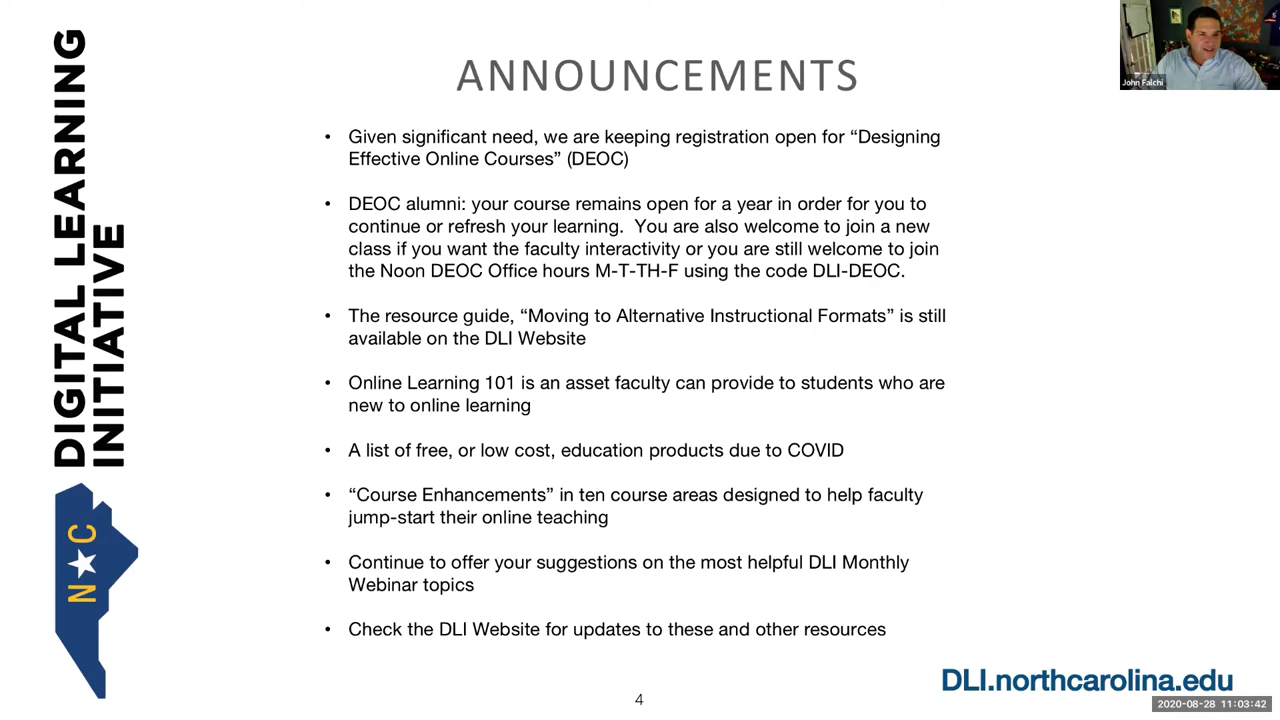 DIGITAL LEARNING
INITIATIVE
N C
ANNOUNCEMENTS
John Falchi
• Given significant need, we are keeping registration open for “Designing
Effective Online Courses” (DEOC)
• DEOC alumni: your course remains open for a year in order for you to
continue or refresh your learning.  You are also welcome to join a new
class if you want the faculty interactivity or you are still welcome to join
the Noon DEOC Office hours M-T-TH-F using the code DLI-DEOC.
• The resource guide, “Moving to Alternative Instructional Formats” is still
available on the DLI Website
• Online Learning 101 is an asset faculty can provide to students who are
new to online learning
• A list of free, or low cost, education products due to COVID
• “Course Enhancements” in ten course areas designed to help faculty
jump-start their online teaching
• Continue to offer your suggestions on the most helpful DLI Monthly
Webinar topics
• Check the DLI Website for updates to these and other resources
DLI.northcarolina.edu
4
2020-08-28 11:03:42